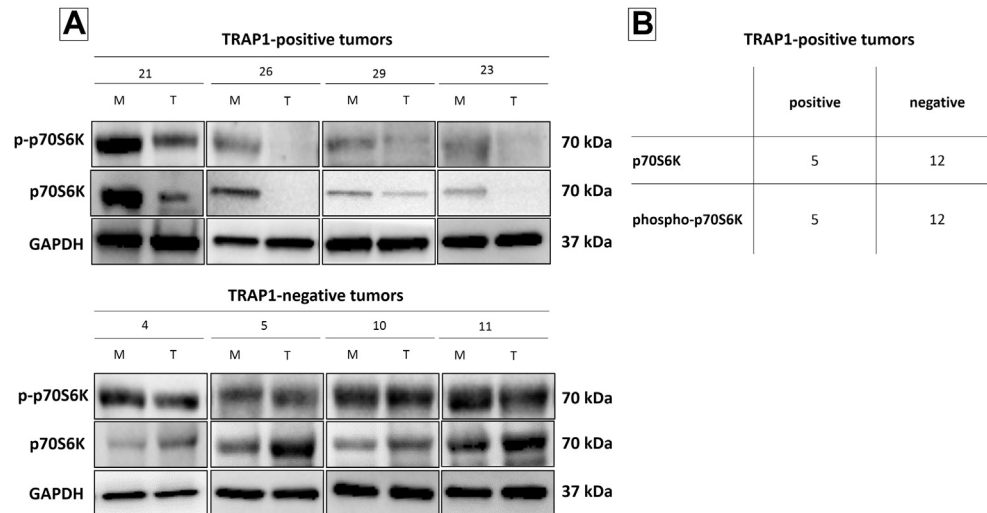 A
TRAP1-positive tumors
21 26 29 23
M T M T M T M T
p-p70S6K 70 kDa
p70S6K 70 kDa
GAPDH 37 kDa
TRAP1-negative tumors
4 5 10 11
M T M T M T M T
p-p70S6K 70 kDa
p70S6K 70 kDa
GAPDH 37 kDa
B
TRAP1-positive tumors
positive negative
p70S6K 5 12
phospho-p70S6K 5 12